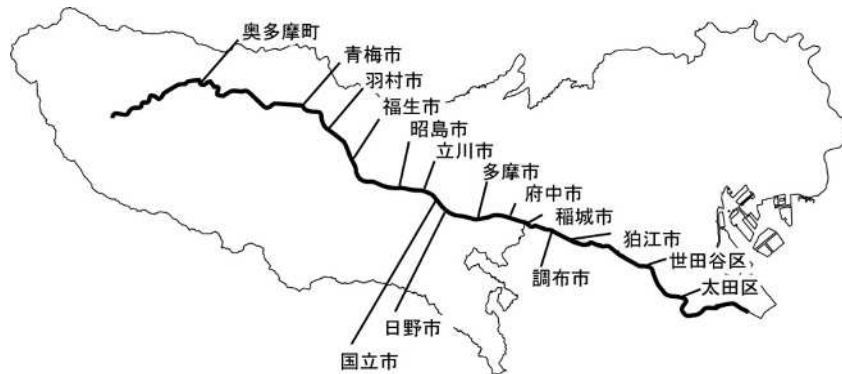 奥多摩町
青梅市
羽村市
福生市
昭島市
立川市
多摩市
府中市
稲城市
狛江市
世田谷区
太田区
調布市
日野市
国立市